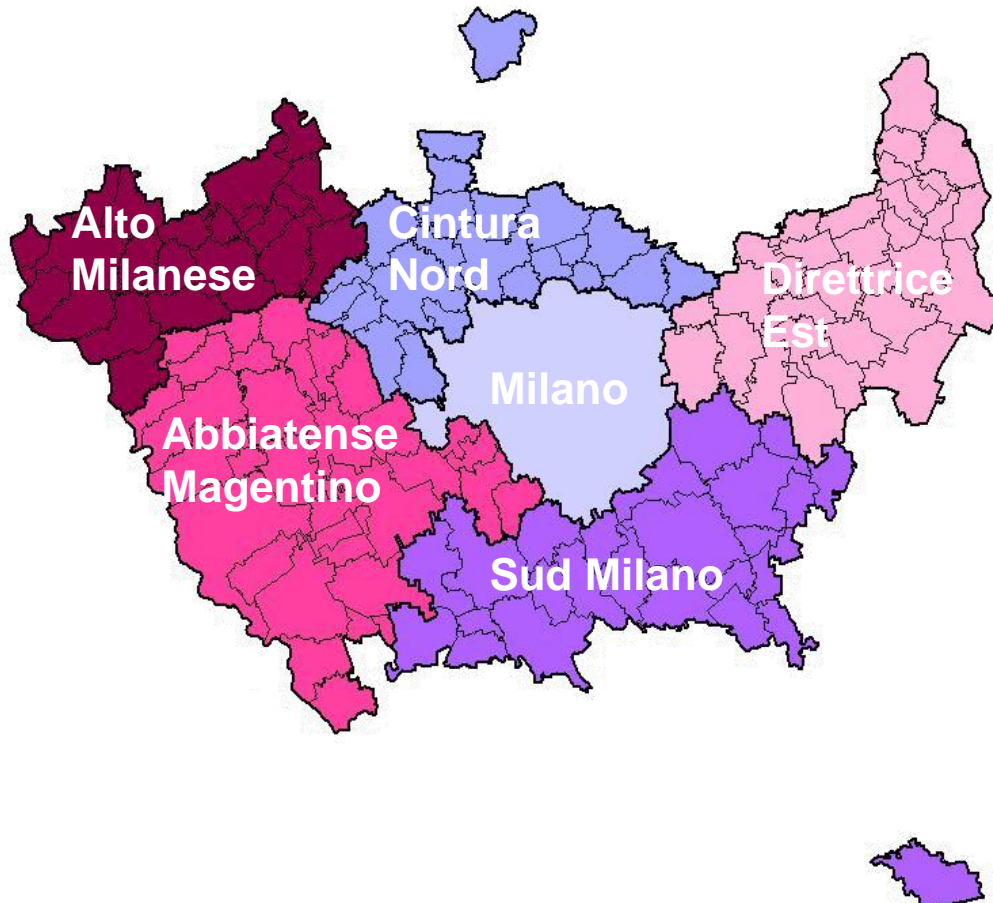 Alto
Milanese
Cintura
Nord
Direttrice
Est
Milano
Abbiatense
Magentino
Sud Milano